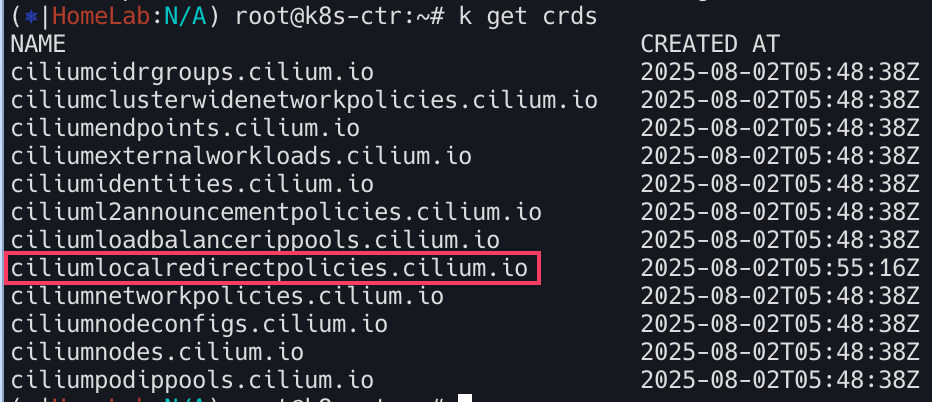 (⎈|HomeLab:N/A) root@k8s-ctr:~# k get crds
NAME                                         CREATED AT
ciliumcidrgroups.cilium.io                   2025-08-02T05:48:38Z
ciliumclusterwidenetworkpolicies.cilium.io   2025-08-02T05:48:38Z
ciliumendpoints.cilium.io                    2025-08-02T05:48:38Z
ciliumexternalworkloads.cilium.io            2025-08-02T05:48:38Z
ciliumidentities.cilium.io                   2025-08-02T05:48:38Z
ciliuml2announcementpolicies.cilium.io       2025-08-02T05:48:38Z
ciliumloadbalancerippools.cilium.io          2025-08-02T05:48:38Z
ciliumlocalredirectpolicies.cilium.io        2025-08-02T05:55:16Z
ciliumnetworkpolicies.cilium.io              2025-08-02T05:48:38Z
ciliumnodeconfigs.cilium.io                  2025-08-02T05:48:38Z
ciliumnodes.cilium.io                        2025-08-02T05:48:38Z
ciliumpodippools.cilium.io                   2025-08-02T05:48:38Z